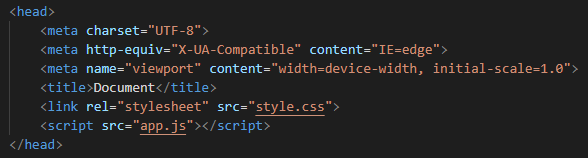 <head>
<meta charset="UTF-8">
<meta http-equiv="X-UA-Compatible" content="IE=edge">
<meta name="viewport" content="width=device-width, initial-scale=1.0">
<title>Document</title>
<link rel="stylesheet" src="style.css">
<script src="app.js"></script>
</head>